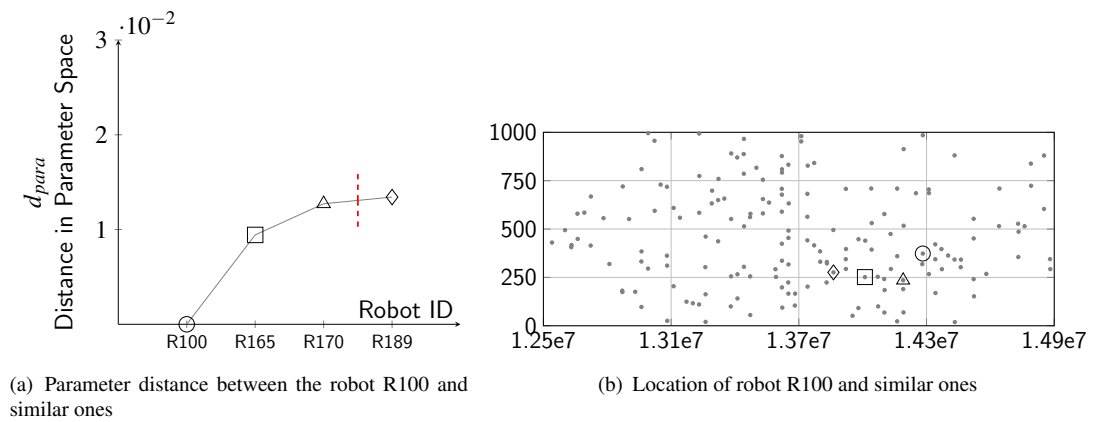 ·10−2
3
2
1
dpara
Distance in Parameter Space
Robot ID
R100 R165 R170 R189
(a) Parameter distance between the robot R100 and
similar ones
1000
750
500
250
0
1.25e7 1.31e7 1.37e7 1.43e7 1.49e7
(b) Location of robot R100 and similar ones